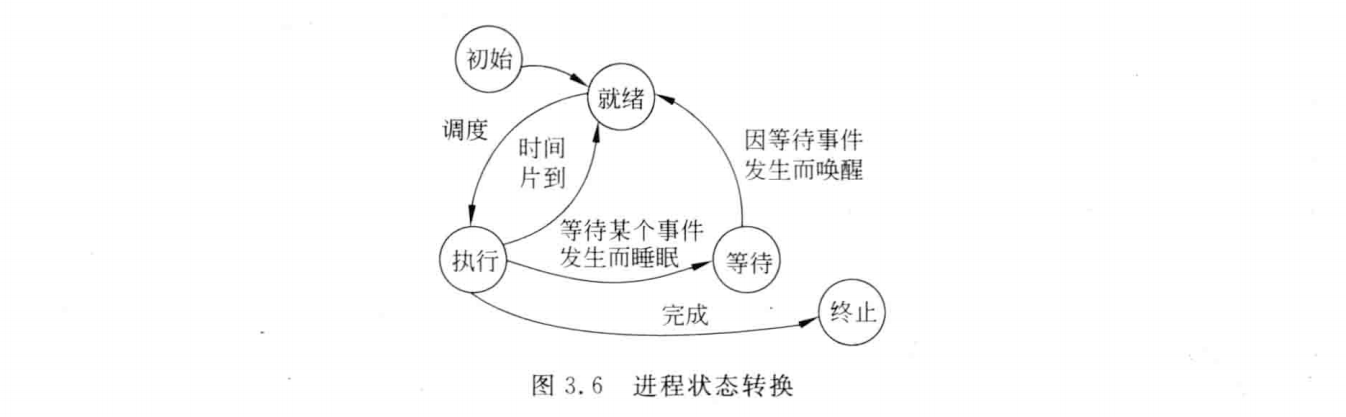 初始
就绪
调度
时间
片到
因等待事件
发生而唤醒
执行
等待某个事件
发生而睡眠
等待
完成
终止
图 3.6 进程状态转换